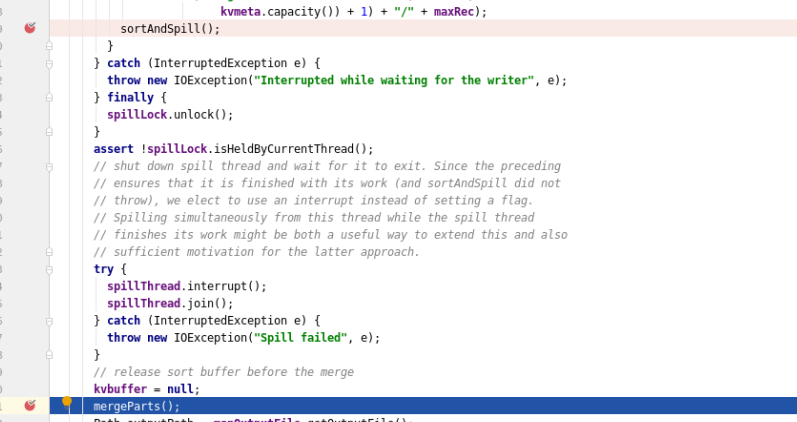 kvmeta.capacity()) + 1) + "/" + maxRec);
sortAndSpill();
}
} catch (InterruptedException e) {
throw new IOException("Interrupted while waiting for the writer", e);
} finally {
spillLock.unlock();
}
assert !spillLock.isHeldByCurrentThread();
// shut down spill thread and wait for it to exit. Since the preceding
// ensures that it is finished with its work (and sortAndSpill did not
// throw), we elect to use an interrupt instead of setting a flag.
// Spilling simultaneously from this thread while the spill thread
// finishes its work might be both a useful way to extend this and also
// sufficient motivation for the latter approach.
try {
spillThread.interrupt();
spillThread.join();
} catch (InterruptedException e) {
throw new IOException("Spill failed", e);
}
// release sort buffer before the merge
kvbuffer = null;
mergeParts();